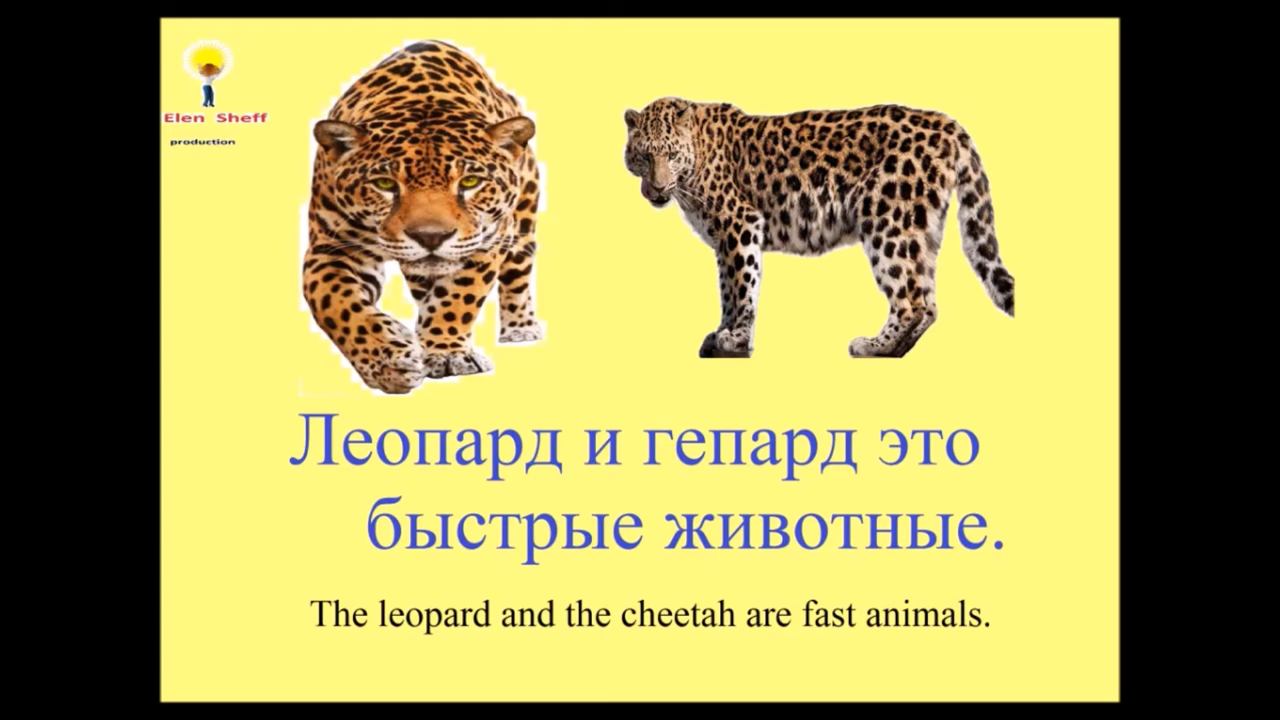 Elen Sheff
production
Леопард и гепард это
быстрые животные.
The leopard and the cheetah are fast animals.